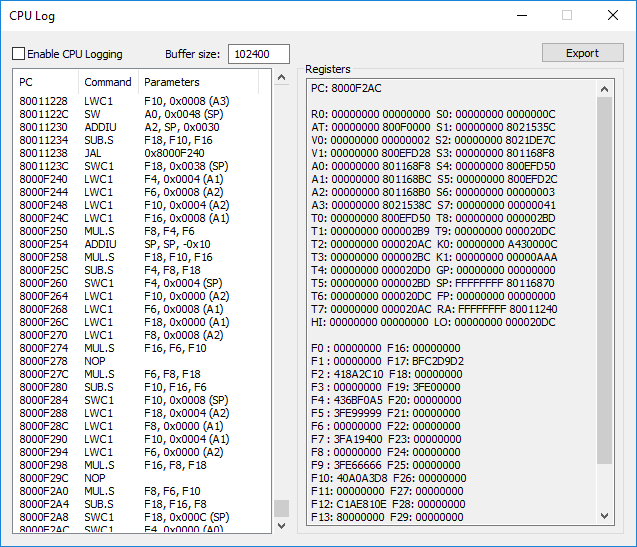 CPU Log
Enable CPU Logging Buffer size: 102400 Export
PC Command Parameters
80011228 LWC1 F10, 0x0008 (A3)
8001122C SW A0, 0x0048 (SP)
80011230 ADDIU A2, SP, 0x0030
80011234 SUB.S F18, F10, F16
80011238 JAL 0x8000F240
8001123C SWC1 F18, 0x0038 (SP)
8000F240 LWC1 F4, 0x0004 (A1)
8000F244 LWC1 F6, 0x0008 (A2)
8000F248 LWC1 F10, 0x0004 (A2)
8000F24C LWC1 F16, 0x0008 (A1)
8000F250 MUL.S F8, F4, F6
8000F254 ADDIU SP, SP, -0x10
8000F258 MUL.S F18, F10, F16
8000F25C SUB.S F4, F8, F18
8000F260 SWC1 F4, 0x0004 (SP)
8000F264 LWC1 F10, 0x0000 (A2)
8000F268 LWC1 F6, 0x0008 (A1)
8000F26C LWC1 F18, 0x0000 (A1)
8000F270 LWC1 F8, 0x0008 (A2)
8000F274 MUL.S F16, F6, F10
8000F278 NOP
8000F27C MUL.S F6, F8, F18
8000F280 SUB.S F10, F16, F6
8000F284 SWC1 F10, 0x0008 (SP)
8000F288 LWC1 F18, 0x0004 (A2)
8000F28C LWC1 F8, 0x0000 (A1)
8000F290 LWC1 F10, 0x0004 (A1)
8000F294 LWC1 F6, 0x0000 (A2)
8000F298 MUL.S F16, F8, F18
8000F29C NOP
8000F2A0 MUL.S F8, F6, F10
8000F2A4 SUB.S F18, F16, F8
8000F2A8 SWC1 F18, 0x000C (SP)
8000F2AC SWC1 F4, 0x0000 (A0)
Registers
PC: 8000F2AC
R0: 00000000 00000000 S0: 00000000 0000000C
AT: 00000000 800F0000 S1: 00000000 8021535C
V0: 00000000 00000002 S2: 00000000 8021DE7C
V1: 00000000 800EFD28 S3: 00000000 801168F8
A0: 00000000 801168F8 S4: 00000000 800EFD50
A1: 00000000 801168BC S5: 00000000 800EFD2C
A2: 00000000 801168B0 S6: 00000000 00000003
A3: 00000000 8021538C S7: 00000000 00000041
T0: 00000000 800EFD50 T8: 00000000 000002BD
T1: 00000000 000002B9 T9: 00000000 000020DC
T2: 00000000 000020AC K0: 00000000 A430000C
T3: 00000000 000002BC K1: 00000000 00000AAA
T4: 00000000 000020D0 GP: 00000000 00000000
T5: 00000000 000002BD SP: FFFFFFFF 80116870
T6: 00000000 000020DC FP: 00000000 00000000
T7: 00000000 000020AC RA: FFFFFFFF 80011240
HI: 00000000 00000000 LO: 00000000 000020DC
F0 : 00000000 F16: 00000000
F1 : 00000000 F17: BFC2D9D2
F2 : 418A2C10 F18: 00000000
F3 : 00000000 F19: 3FE00000
F4 : 436BF0A5 F20: 00000000
F5 : 3FE99999 F21: 00000000
F6 : 00000000 F22: 00000000
F7 : 3FA19400 F23: 00000000
F8 : 00000000 F24: 00000000
F9 : 3FE66666 F25: 00000000
F10: 40A0A3D8 F26: 00000000
F11: 00000000 F27: 00000000
F12: C1AE810E F28: 00000000
F13: 80000000 F29: 00000000